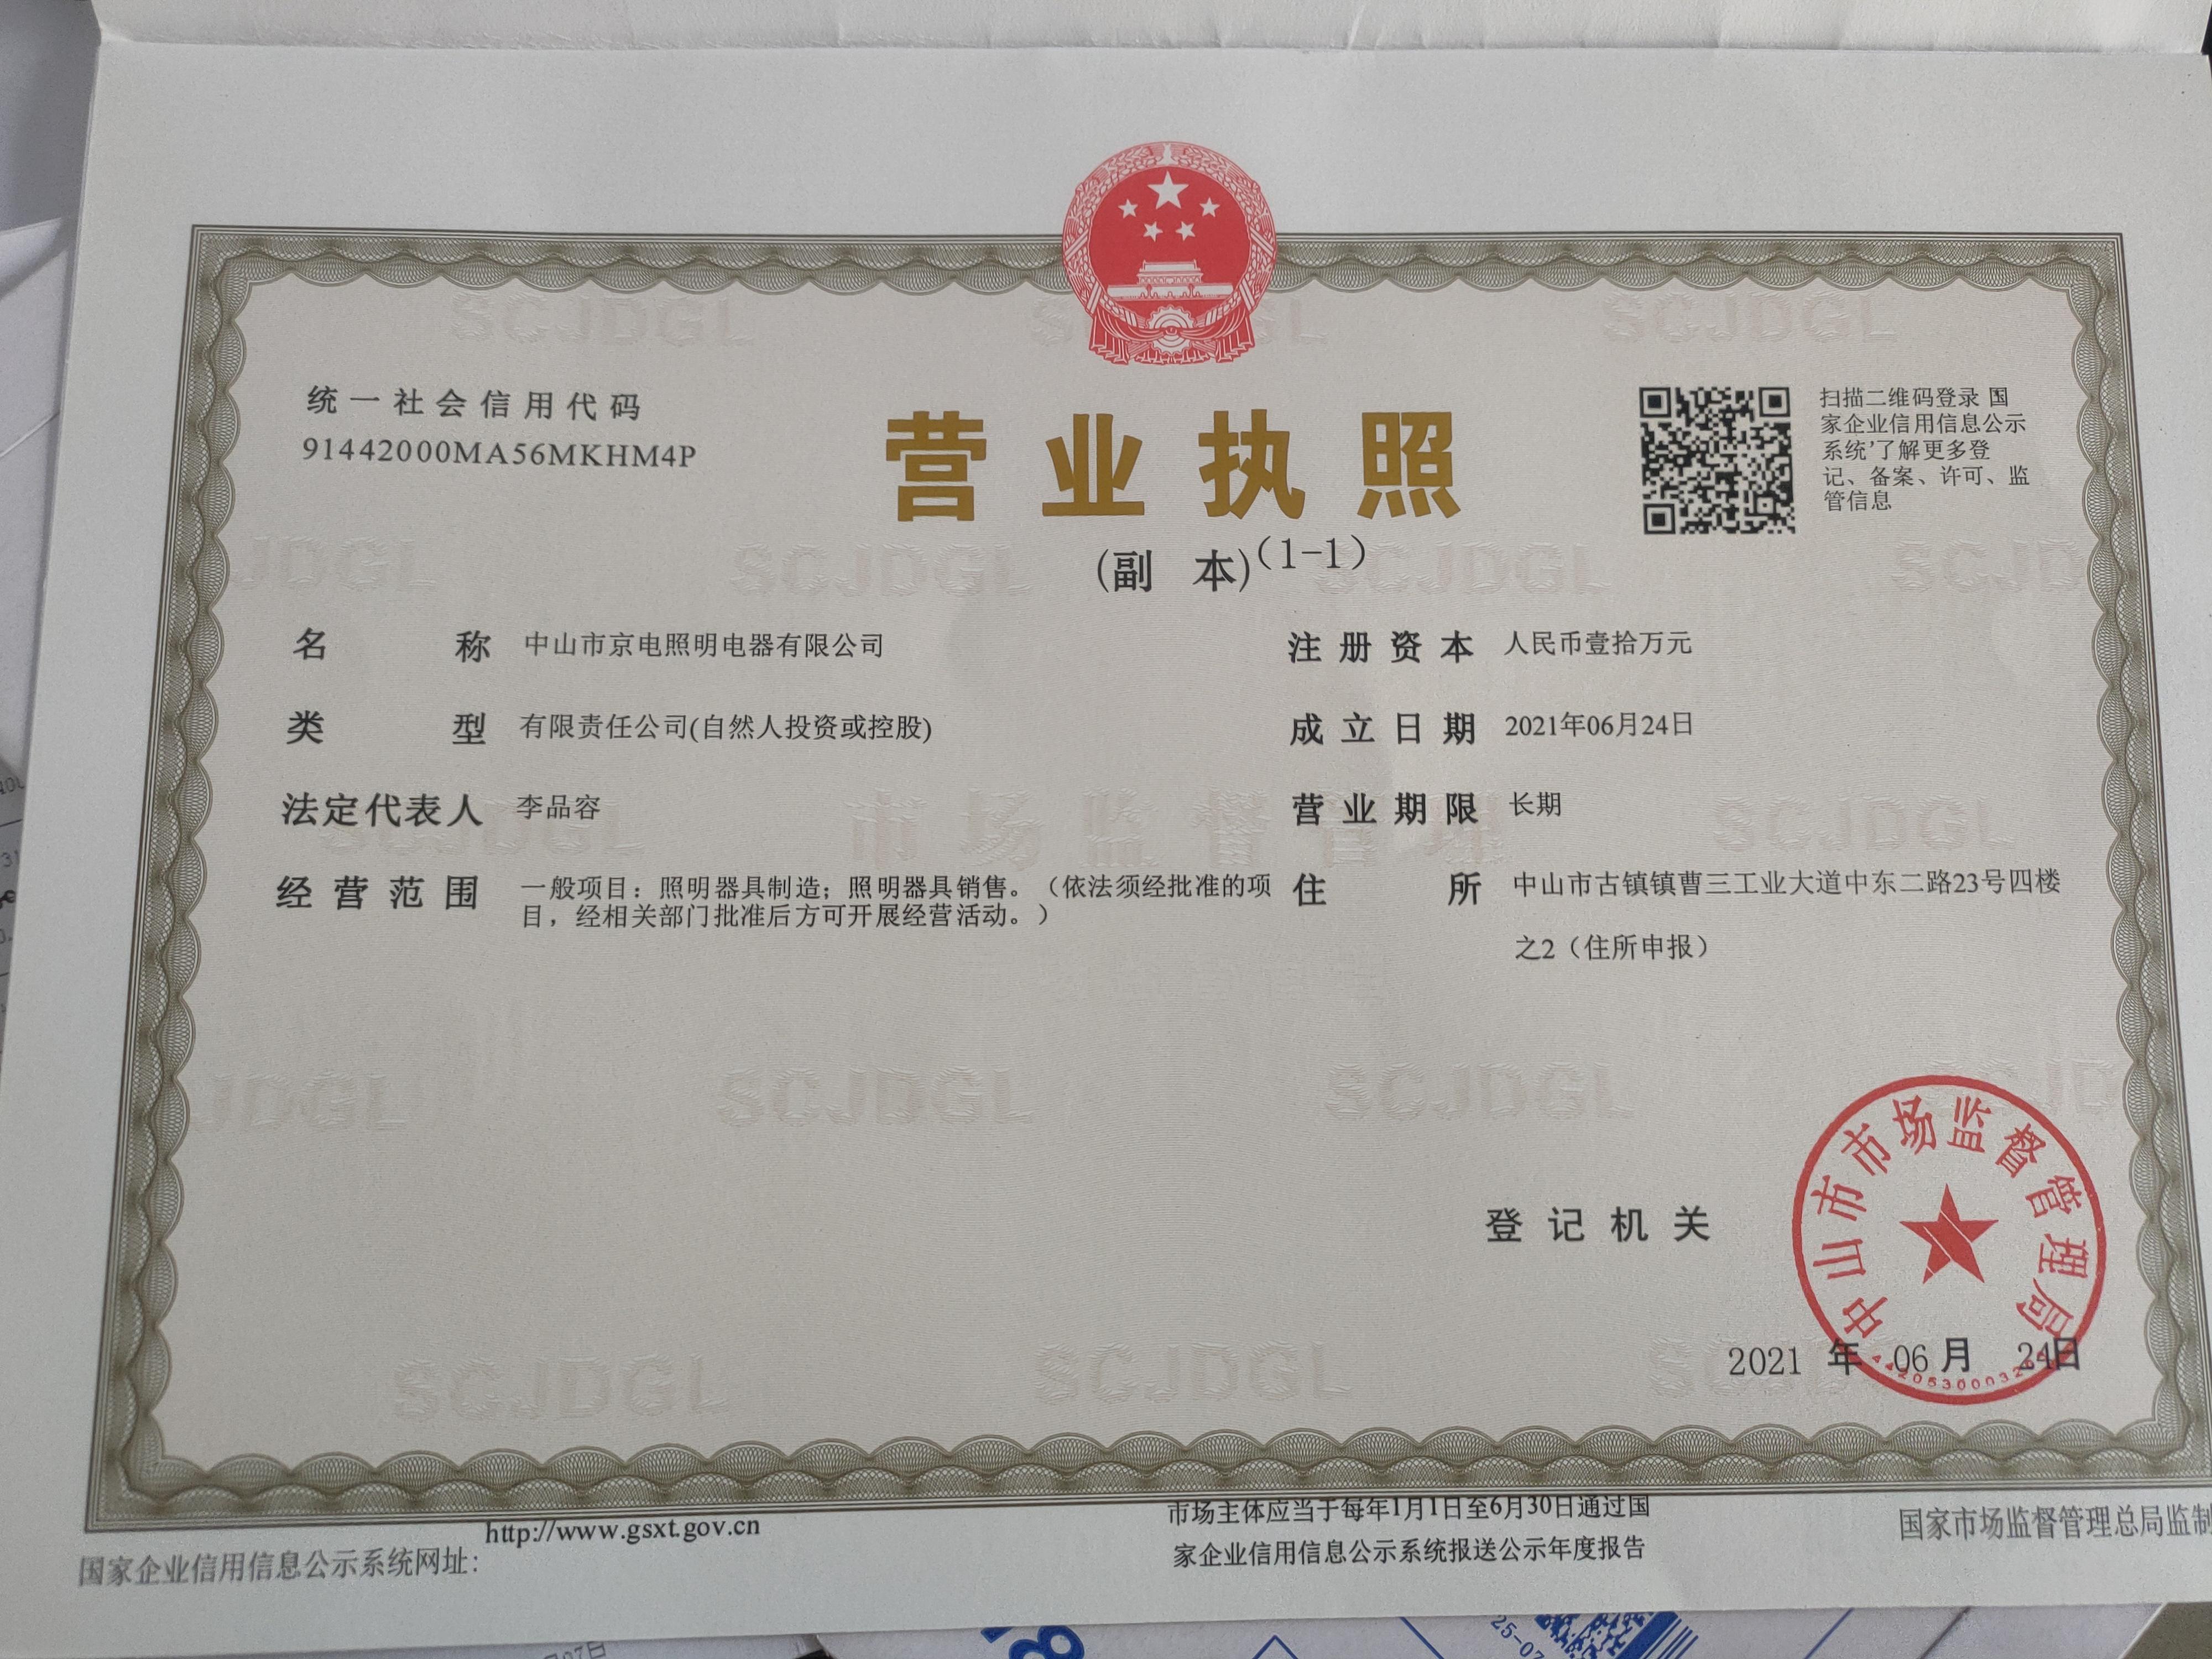 统一社会信用代码
91442000MA56MKHM4P
营业执照
(副 本)(1-1)
扫描二维码登录 国
家企业信用信息公示
系统'了解更多登
记、备案、许可、监
管信息
名 称 中山市京电照明电器有限公司
类 型 有限责任公司(自然人投资或控股)
法定代表人 李品容
经营范围 一般项目：照明器具制造；照明器具销售。（依法须经批准的项
目，经相关部门批准后方可开展经营活动。）
注册资本 人民币壹拾万元
成立日期 2021年06月24日
营业期限 长期
住 所 中山市古镇镇曹三工业大道中东二路23号四楼
之2（住所申报）
登记机关
中山市市场监督管理局
2021 年 06 月 24日
国家企业信用信息公示系统网址：
http://www.gsxt.gov.cn
市场主体应当于每年1月1日至6月30日通过国
家企业信用信息公示系统报送公示年度报告
国家市场监督管理总局监制
SCJDGL
市场监督管理